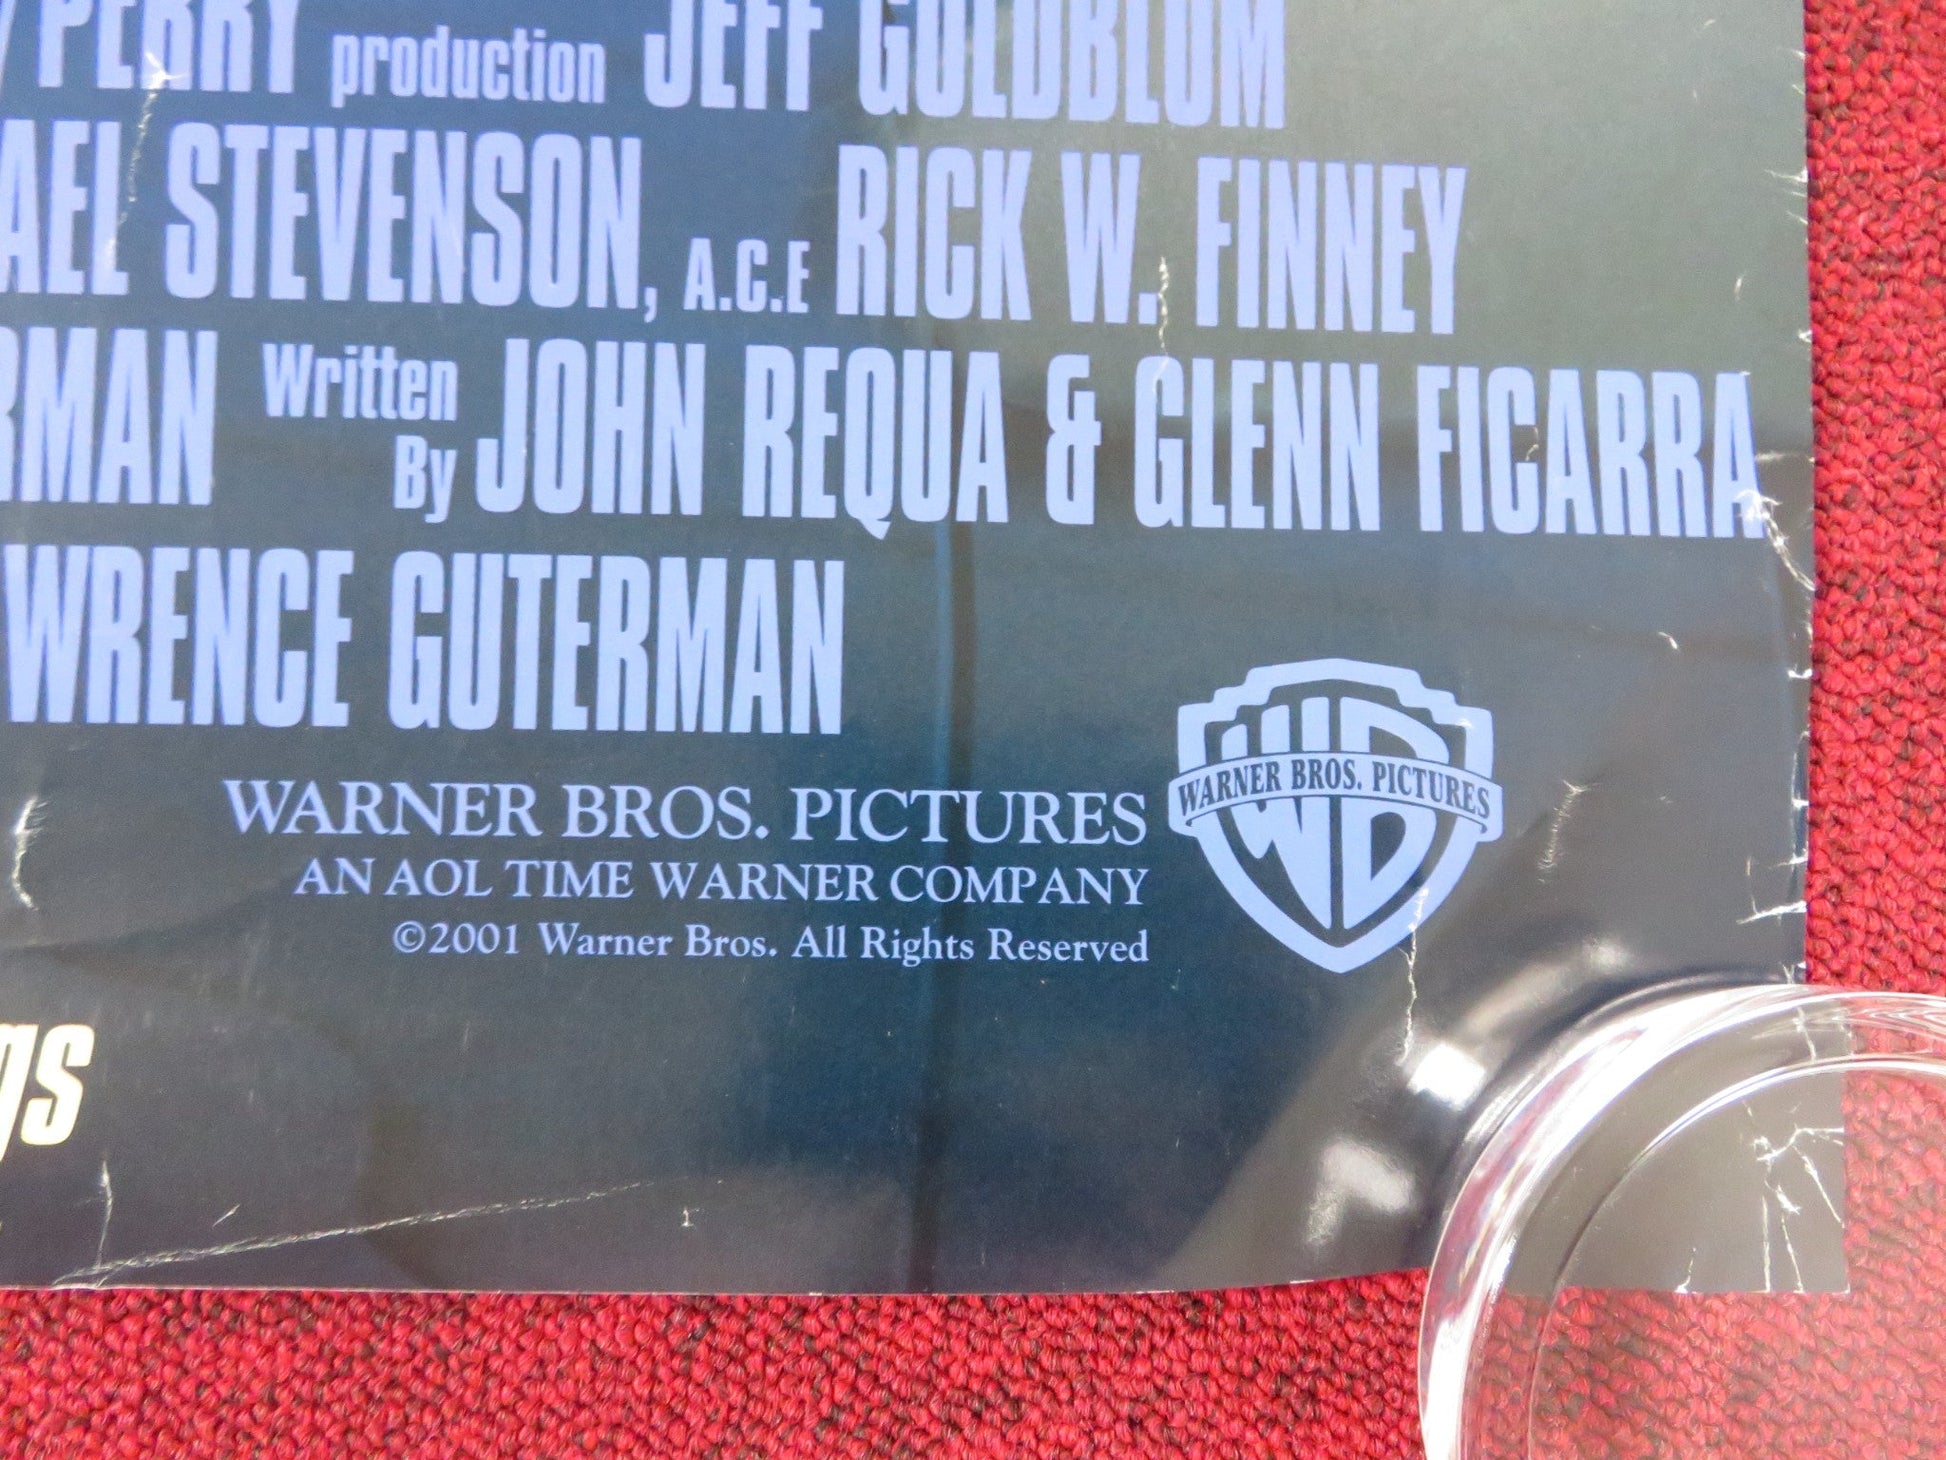 PERRY production JEFF GOLDBLUM
AEL STEVENSON, A.C.E RICK W. FINNEY
RMAN Written By JOHN REQUA & GLENN FICARRA
WRENCE GUTERMAN
WARNER BROS. PICTURES
AN AOL TIME WARNER COMPANY
©2001 Warner Bros. All Rights Reserved
WB
WARNER BROS. PICTURES
gs